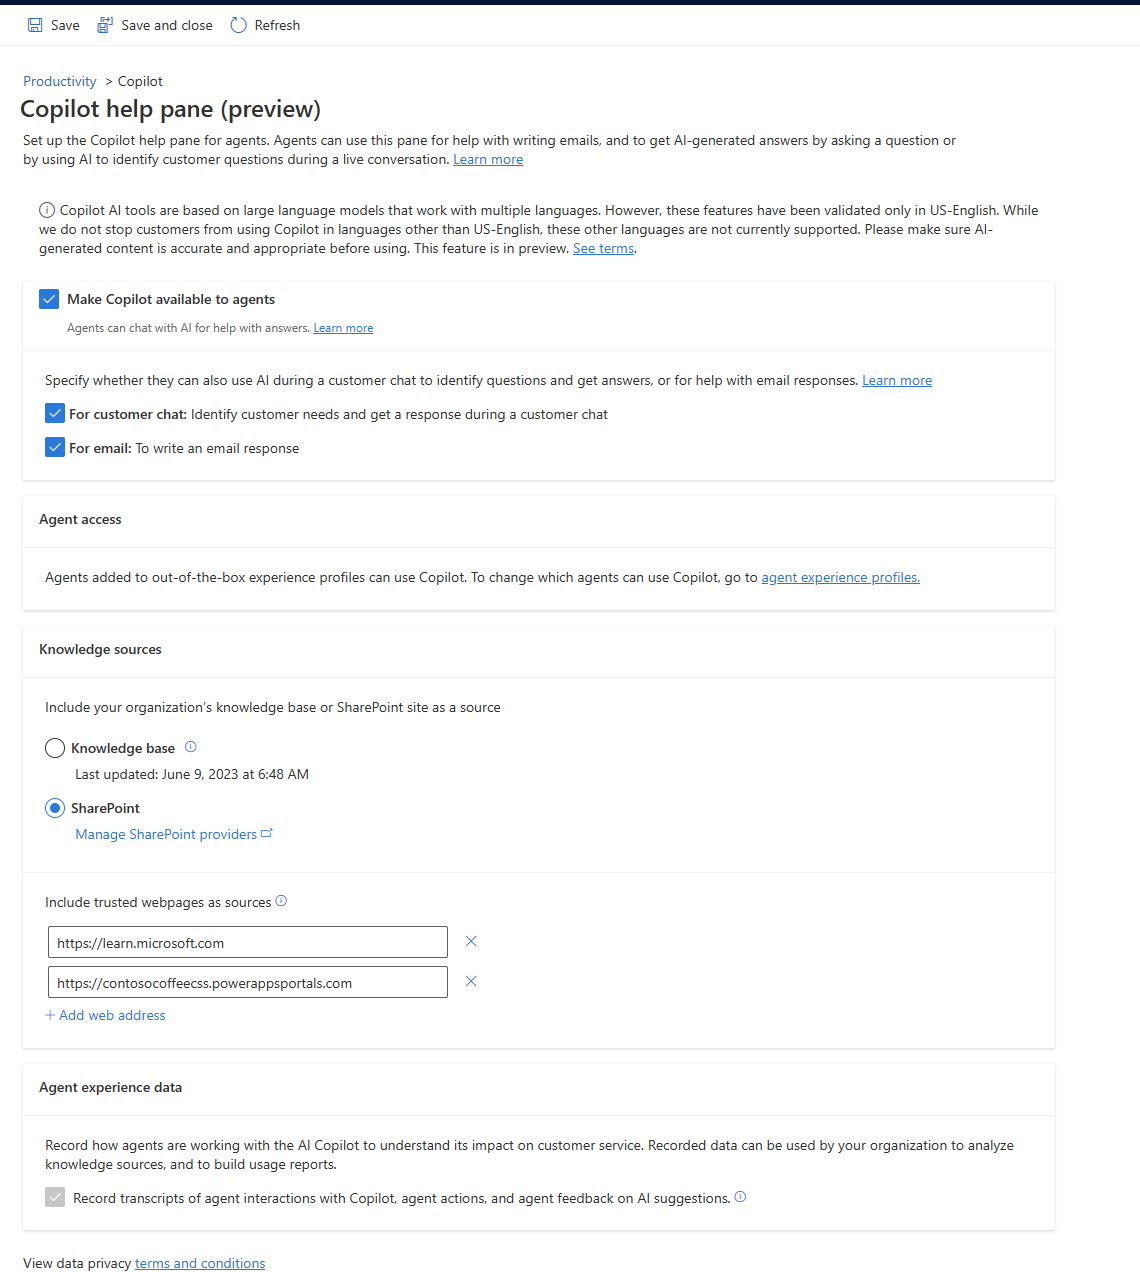 Save Save and close Refresh
Productivity > Copilot
Copilot help pane (preview)
Set up the Copilot help pane for agents. Agents can use this pane for help with writing emails, and to get AI-generated answers by asking a question or
by using AI to identify customer questions during a live conversation. Learn more
Copilot AI tools are based on large language models that work with multiple languages. However, these features have been validated only in US-English. While
we do not stop customers from using Copilot in languages other than US-English, these other languages are not currently supported. Please make sure AI-
generated content is accurate and appropriate before using. This feature is in preview. See terms.
Make Copilot available to agents
Agents can chat with AI for help with answers. Learn more
Specify whether they can also use AI during a customer chat to identify questions and get answers, or for help with email responses. Learn more
For customer chat: Identify customer needs and get a response during a customer chat
For email: To write an email response
Agent access
Agents added to out-of-the-box experience profiles can use Copilot. To change which agents can use Copilot, go to agent experience profiles.
Knowledge sources
Include your organization's knowledge base or SharePoint site as a source
Knowledge base
Last updated: June 9, 2023 at 6:48 AM
SharePoint
Manage SharePoint providers
Include trusted webpages as sources
https://learn.microsoft.com
https://contosocoffeecss.powerappsportals.com
+ Add web address
Agent experience data
Record how agents are working with the AI Copilot to understand its impact on customer service. Recorded data can be used by your organization to analyze
knowledge sources, and to build usage reports.
Record transcripts of agent interactions with Copilot, agent actions, and agent feedback on AI suggestions.
View data privacy terms and conditions